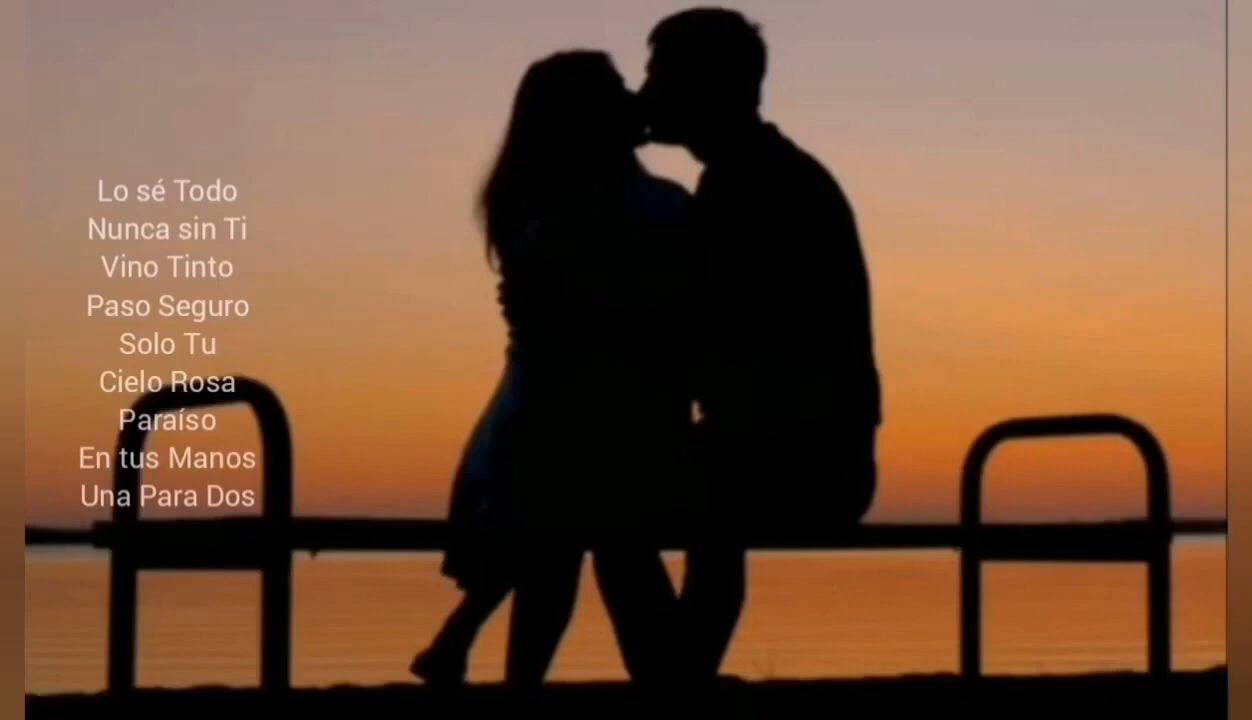 Lo sé Todo
Nunca sin Ti
Vino Tinto
Paso Seguro
Solo Tu
Cielo Rosa
Paraíso
En tus Manos
Una Para Dos